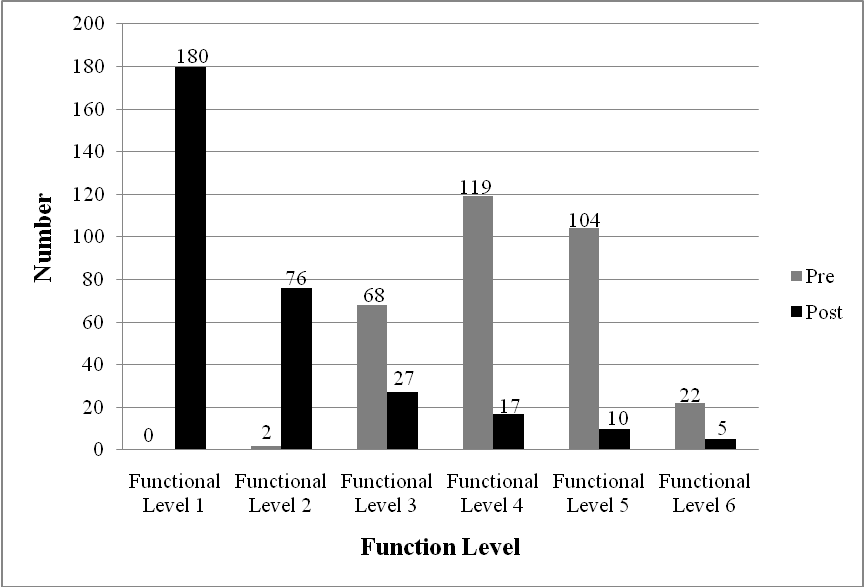 200
180
160
140
120
100
80
60
40
20
0
Number
0
180
2
76
68
27
119
17
104
10
22
5
Functional
Level 1
Functional
Level 2
Functional
Level 3
Functional
Level 4
Functional
Level 5
Functional
Level 6
Function Level
Pre
Post